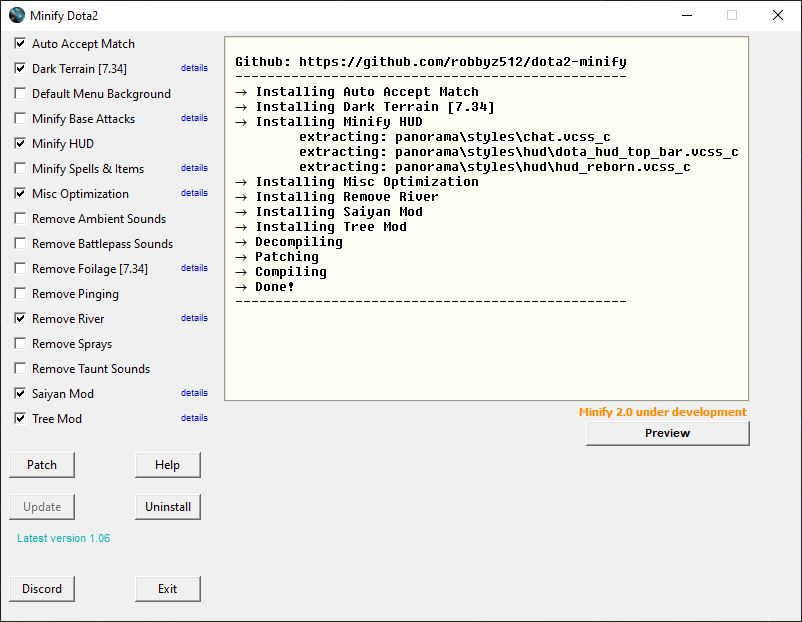 Minify Dota2
Auto Accept Match
Dark Terrain [7.34] details
Default Menu Background
Minify Base Attacks details
Minify HUD
Minify Spells & Items details
Misc Optimization details
Remove Ambient Sounds
Remove Battlepass Sounds
Remove Foilage [7.34] details
Remove Pinging
Remove River details
Remove Sprays
Remove Taunt Sounds
Saiyan Mod details
Tree Mod details
Patch Help
Update Uninstall
Latest version 1.06
Discord Exit
Github: https://github.com/robbyz512/dota2-minify
-------------------------------------------------
→ Installing Auto Accept Match
→ Installing Dark Terrain [7.34]
→ Installing Minify HUD
extracting: panorama\styles\chat.vcss_c
extracting: panorama\styles\hud\dota_hud_top_bar.vcss_c
extracting: panorama\styles\hud\hud_reborn.vcss_c
→ Installing Misc Optimization
→ Installing Remove River
→ Installing Saiyan Mod
→ Installing Tree Mod
→ Decompiling
→ Patching
→ Compiling
→ Done!
-------------------------------------------------
Minify 2.0 under development
Preview